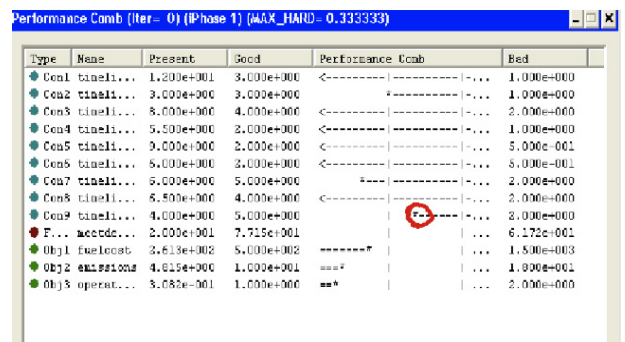 Performance Comb (Iter= 0) (iPhase 1) (MAX_HARD= 0.333333)
Type Name Present Good Performance Comb Bad
Con1 timeli... 1.200e+001 3.000e+000 <---------|----------|-... 1.000e+000
Con2 timeli... 3.000e+000 3.000e+000 *----------|-... 1.000e+000
Con3 timeli... 8.000e+000 4.000e+000 <---------|----------|-... 2.000e+000
Con4 timeli... 5.500e+000 2.000e+000 <---------|----------|-... 1.000e+000
Con5 timeli... 9.000e+000 2.000e+000 <---------|----------|-... 5.000e-001
Con6 timeli... 6.000e+000 2.000e+000 <---------|----------|-... 5.000e-001
Con7 timeli... 6.000e+000 5.000e+000 *---|----------|-... 2.000e+000
Con8 timeli... 6.500e+000 4.000e+000 <---------|----------|-... 2.000e+000
Con9 timeli... 4.000e+000 5.000e+000 | *------|-... 2.000e+000
F... meetde... 2.000e+001 7.715e+001 | | ... 6.172e+001
Obj1 fuelcost 2.613e+002 5.000e+002 =======* | | ... 1.500e+003
Obj2 emissions 4.815e+000 1.000e+001 ===* | | ... 1.800e+001
Obj3 operat... 3.082e-001 1.000e+000 ==* | | ... 2.000e+000